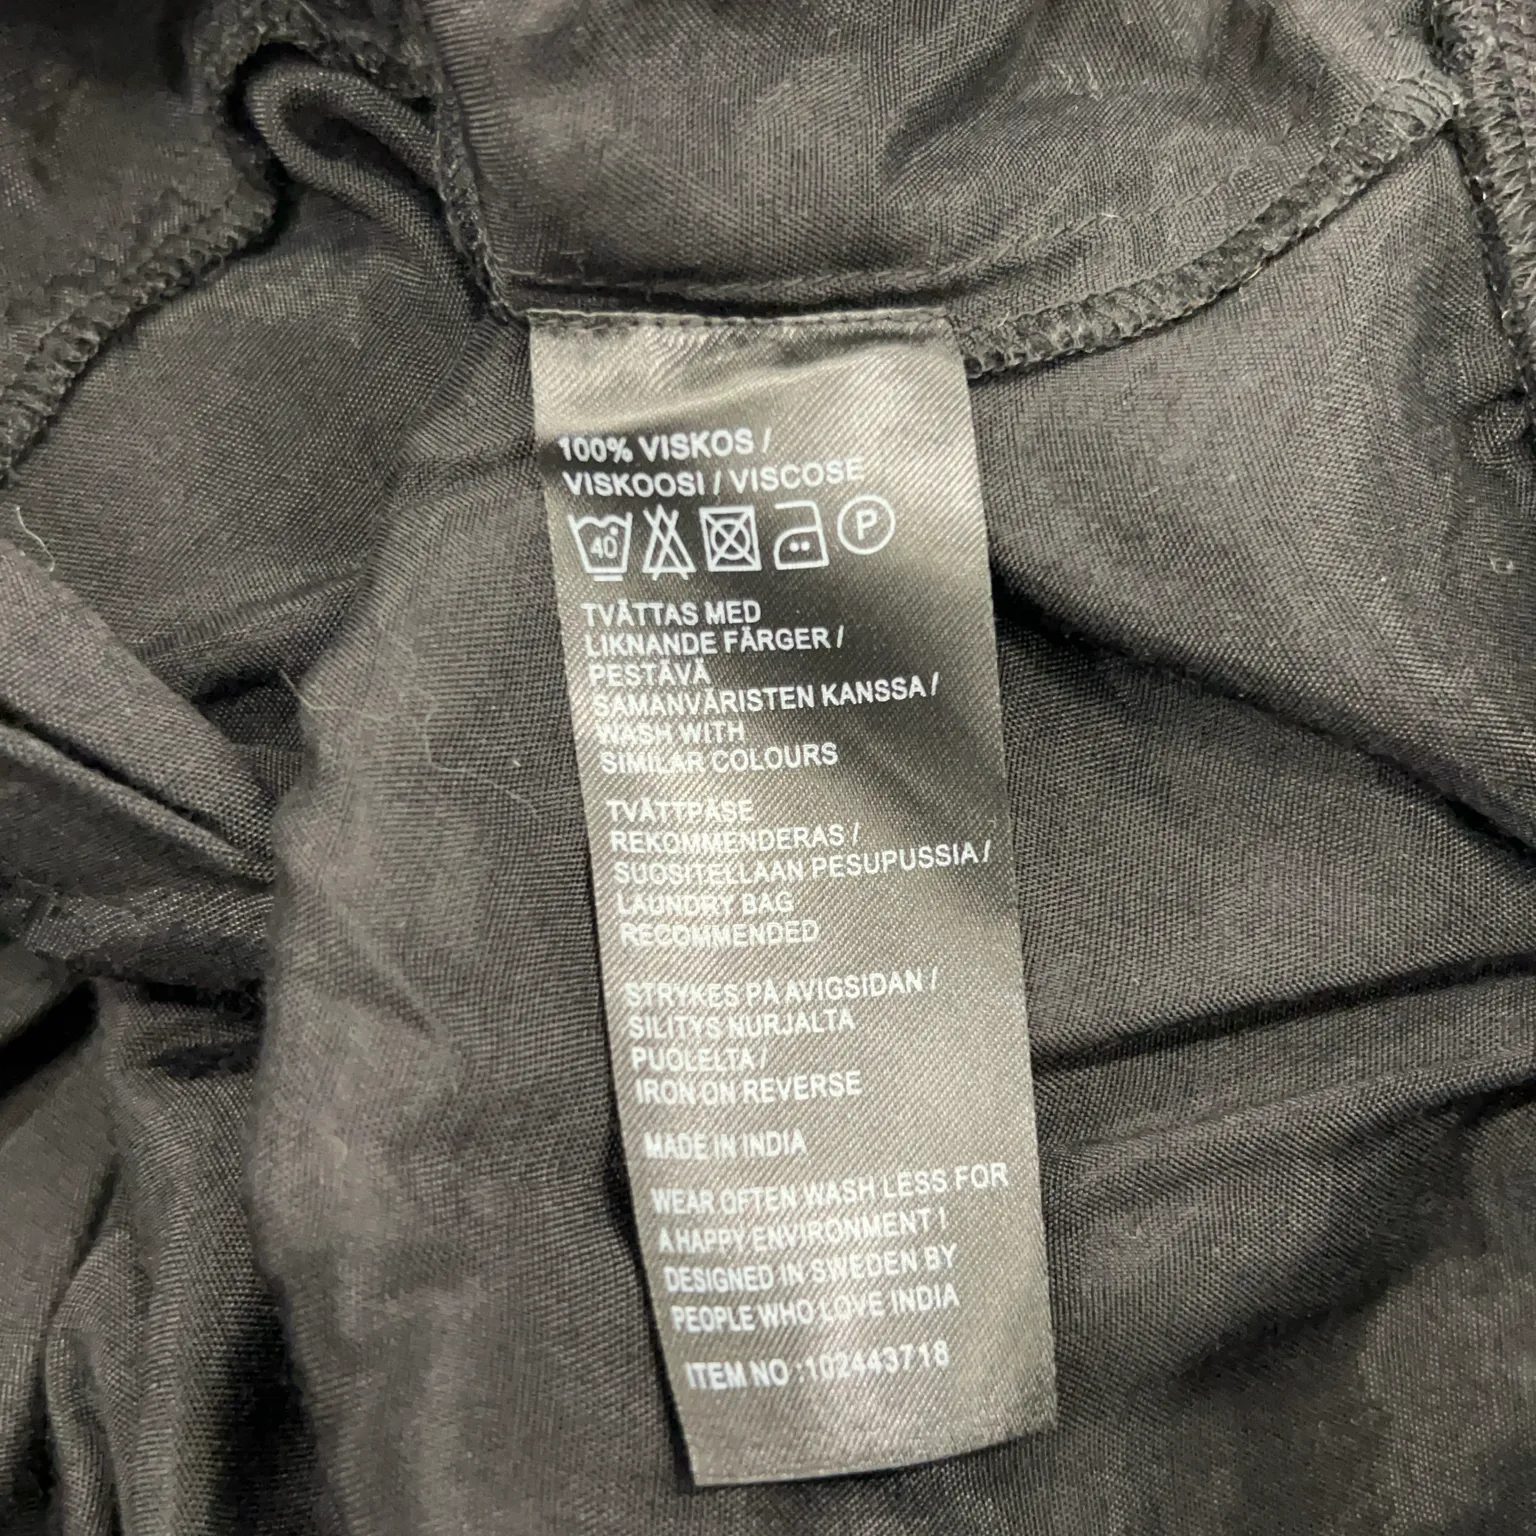 100% VISKOS /
VISKOOSI / VISCOSE
40° P
TVÄTTAS MED
LIKNANDE FÄRGER /
PESTÄVÄ
SAMANVÄRISTEN KANSSA /
WASH WITH
SIMILAR COLOURS
TVÄTTPÅSE
REKOMMENDERAS /
SUOSITELLAAN PESUPUSSIA /
LAUNDRY BAG
RECOMMENDED
STRYKES PÅ AVIGSIDAN /
SILITYS NURJALTA
PUOLELTA /
IRON ON REVERSE
MADE IN INDIA
WEAR OFTEN WASH LESS FOR
A HAPPY ENVIRONMENT !
DESIGNED IN SWEDEN BY
PEOPLE WHO LOVE INDIA
ITEM NO :102443718